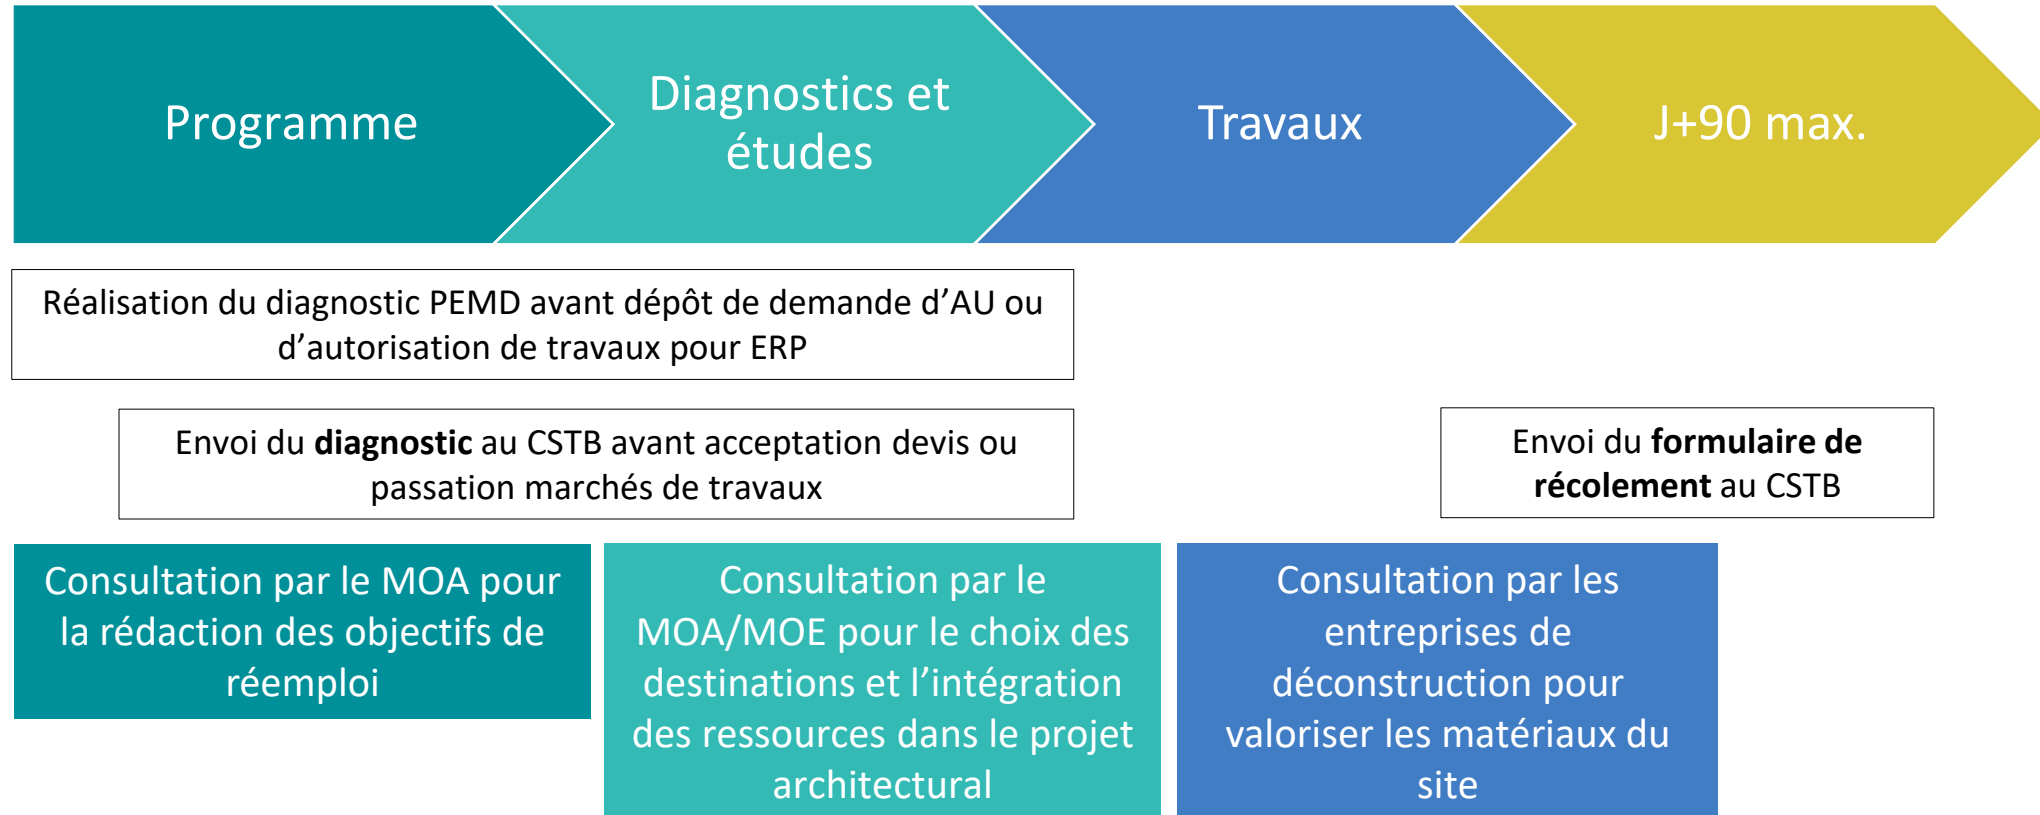 Programme
Diagnostics et
études
Travaux
J+90 max.
Réalisation du diagnostic PEMD avant dépôt de demande d’AU ou
d’autorisation de travaux pour ERP
Envoi du diagnostic au CSTB avant acceptation devis ou
passation marchés de travaux
Envoi du formulaire de
récolement au CSTB
Consultation par le MOA pour
la rédaction des objectifs de
réemploi
Consultation par le
MOA/MOE pour le choix des
destinations et l’intégration
des ressources dans le projet
architectural
Consultation par les
entreprises de
déconstruction pour
valoriser les matériaux du
site